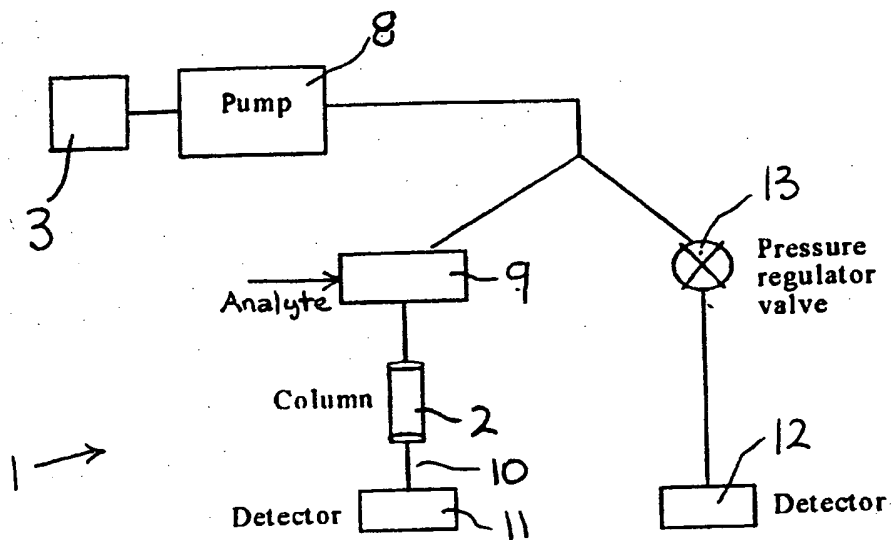 8
Pump
3
13
Pressure
regulator
valve
9
Analyte
Column
2
1
10
12
Detector
11
Detector